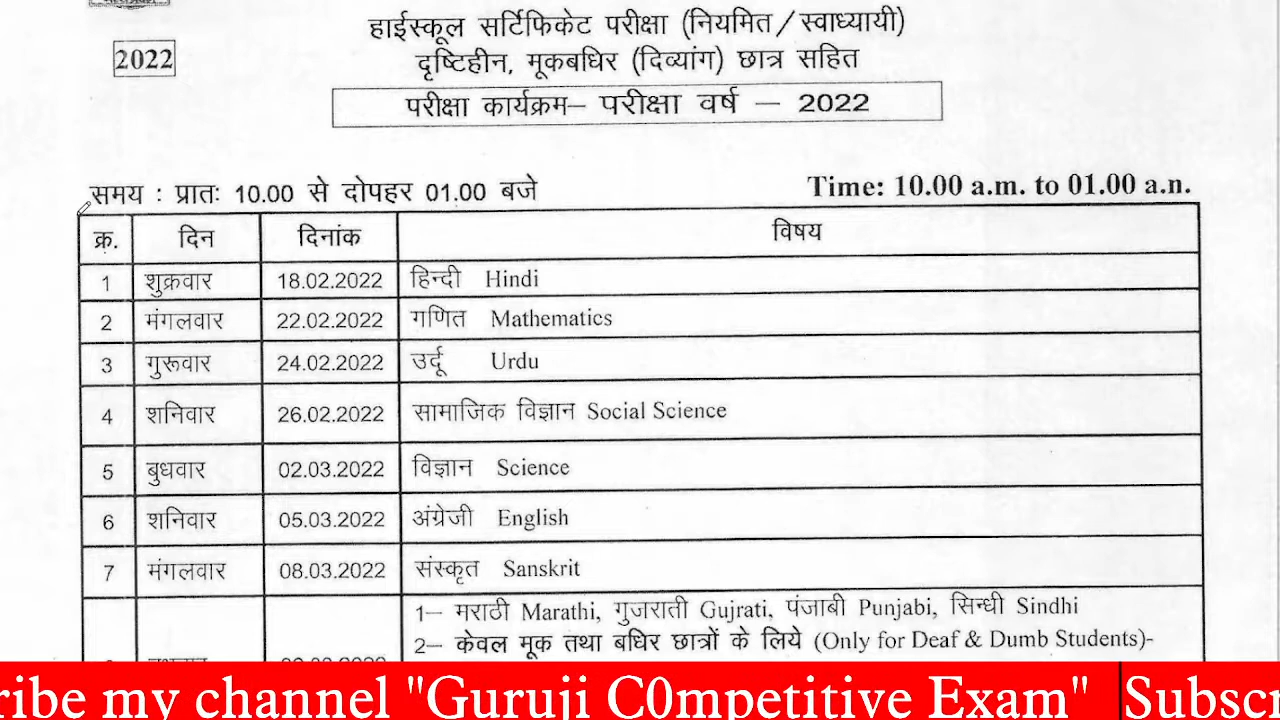 हाईस्कूल सर्टिफिकेट परीक्षा (नियमित/स्वाध्यायी)
2022
दृष्टिहीन, मूकबधिर (दिव्यांग) छात्र सहित
परीक्षा कार्यक्रम– परीक्षा वर्ष – 2022
समय : प्रातः 10.00 से दोपहर 01.00 बजे Time: 10.00 a.m. to 01.00 a.n.
क्र. दिन दिनांक विषय
1 शुक्रवार 18.02.2022 हिन्दी Hindi
2 मंगलवार 22.02.2022 गणित Mathematics
3 गुरूवार 24.02.2022 उर्दू Urdu
4 शनिवार 26.02.2022 सामाजिक विज्ञान Social Science
5 बुधवार 02.03.2022 विज्ञान Science
6 शनिवार 05.03.2022 अंग्रेजी English
7 मंगलवार 08.03.2022 संस्कृत Sanskrit
1– मराठी Marathi, गुजराती Gujrati, पंजाबी Punjabi, सिन्धी Sindhi
2– केवल मूक तथा बधिर छात्रों के लिये (Only for Deaf & Dumb Students)-
ribe my channel "Guruji C0mpetitive Exam" Subscr